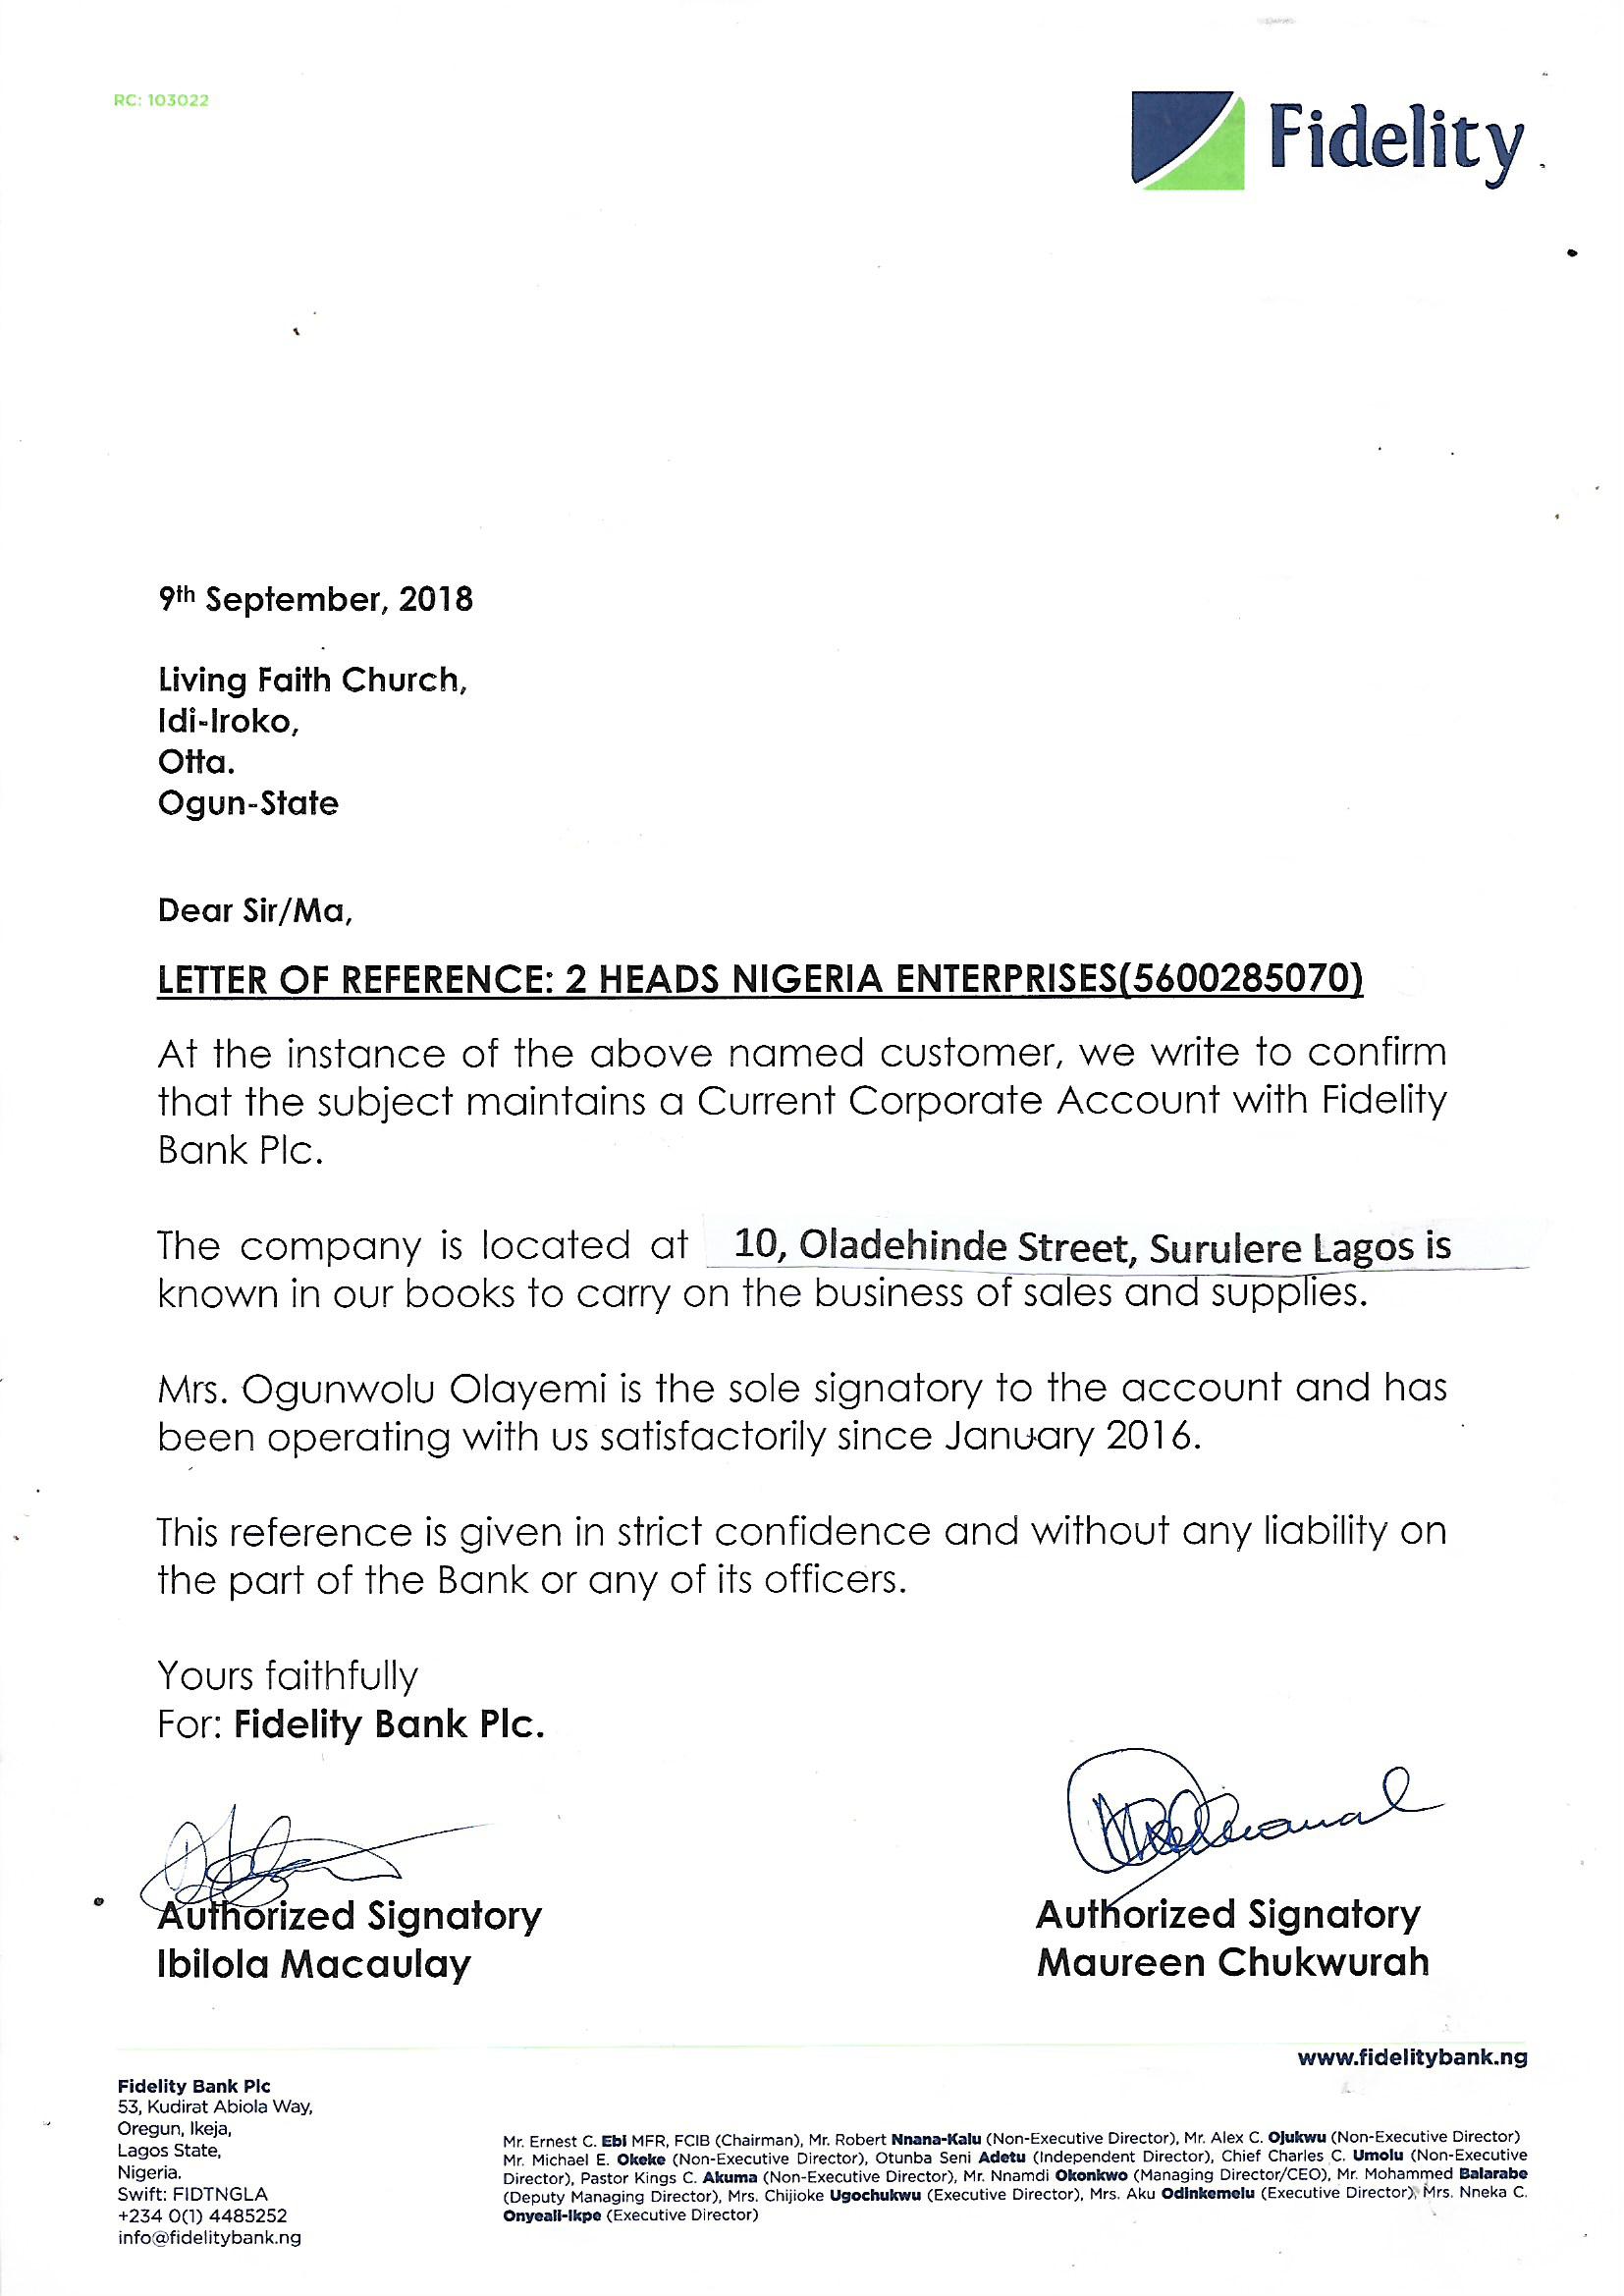 RC: 103022
Fidelity
9th September, 2018
Living Faith Church,
Idi-Iroko,
Otta.
Ogun-State
Dear Sir/Ma,
LETTER OF REFERENCE: 2 HEADS NIGERIA ENTERPRISES(5600285070)
At the instance of the above named customer, we write to confirm
that the subject maintains a Current Corporate Account with Fidelity
Bank Plc.
The company is located at 10, Oladehinde Street, Surulere Lagos is
known in our books to carry on the business of sales and supplies.
Mrs. Ogunwolu Olayemi is the sole signatory to the account and has
been operating with us satisfactorily since January 2016.
This reference is given in strict confidence and without any liability on
the part of the Bank or any of its officers.
Yours faithfully
For: Fidelity Bank Plc.
Authorized Signatory
Ibilola Macaulay
Authorized Signatory
Maureen Chukwurah
www.fidelitybank.ng
Fidelity Bank Plc
53, Kudirat Abiola Way,
Oregun, Ikeja,
Lagos State,
Nigeria.
Swift: FIDTNGLA
+234 0(1) 4485252
info@fidelitybank.ng
Mr. Ernest C. Ebi MFR, FCIB (Chairman), Mr. Robert Nnana-Kalu (Non-Executive Director), Mr. Alex C. Ojukwu (Non-Executive Director)
Mr. Michael E. Okeke (Non-Executive Director), Otunba Seni Adetu (Independent Director), Chief Charles C. Umolu (Non-Executive
Director), Pastor Kings C. Akuma (Non-Executive Director), Mr. Nnamdi Okonkwo (Managing Director/CEO), Mr. Mohammed Balarabe
(Deputy Managing Director), Mrs. Chijioke Ugochukwu (Executive Director), Mrs. Aku Odinkemelu (Executive Director), Mrs. Nneka C.
Onyeali-Ikpe (Executive Director)